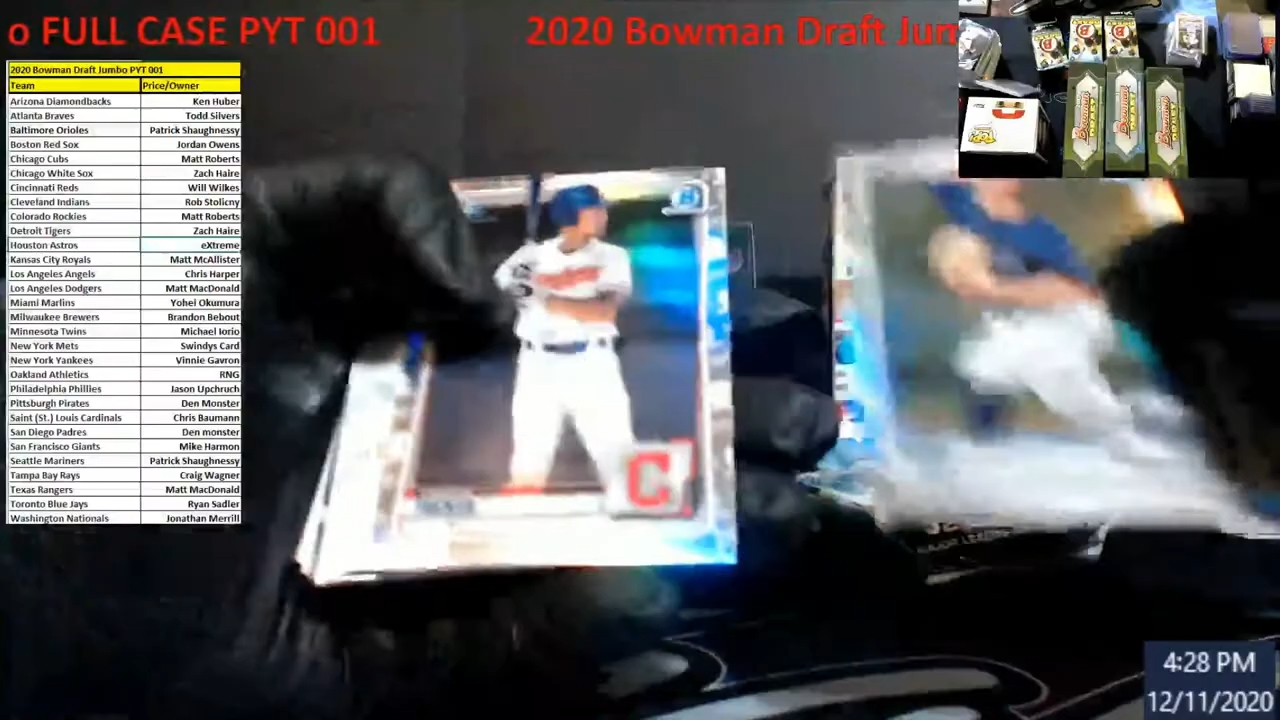 o FULL CASE PYT 001 2020 Bowman Draft Jum
2020 Bowman Draft Jumbo PYT 001
Team Price/Owner
Arizona Diamondbacks Ken Huber
Atlanta Braves Todd Silvers
Baltimore Orioles Patrick Shaughnessy
Boston Red Sox Jordan Owens
Chicago Cubs Matt Roberts
Chicago White Sox Zach Haire
Cincinnati Reds Will Wilkes
Cleveland Indians Rob Stolicny
Colorado Rockies Matt Roberts
Detroit Tigers Zach Haire
Houston Astros eXtreme
Kansas City Royals Matt McAllister
Los Angeles Angels Chris Harper
Los Angeles Dodgers Matt MacDonald
Miami Marlins Yohei Okumura
Milwaukee Brewers Brandon Bebout
Minnesota Twins Michael Iorio
New York Mets Swindys Card
New York Yankees Vinnie Gavron
Oakland Athletics RNG
Philadelphia Phillies Jason Upchruch
Pittsburgh Pirates Den Monster
Saint (St.) Louis Cardinals Chris Baumann
San Diego Padres Den monster
San Francisco Giants Mike Harmon
Seattle Mariners Patrick Shaughnessy
Tampa Bay Rays Craig Wagner
Texas Rangers Matt MacDonald
Toronto Blue Jays Ryan Sadler
Washington Nationals Jonathan Merrill
C
4:28 PM
12/11/2020